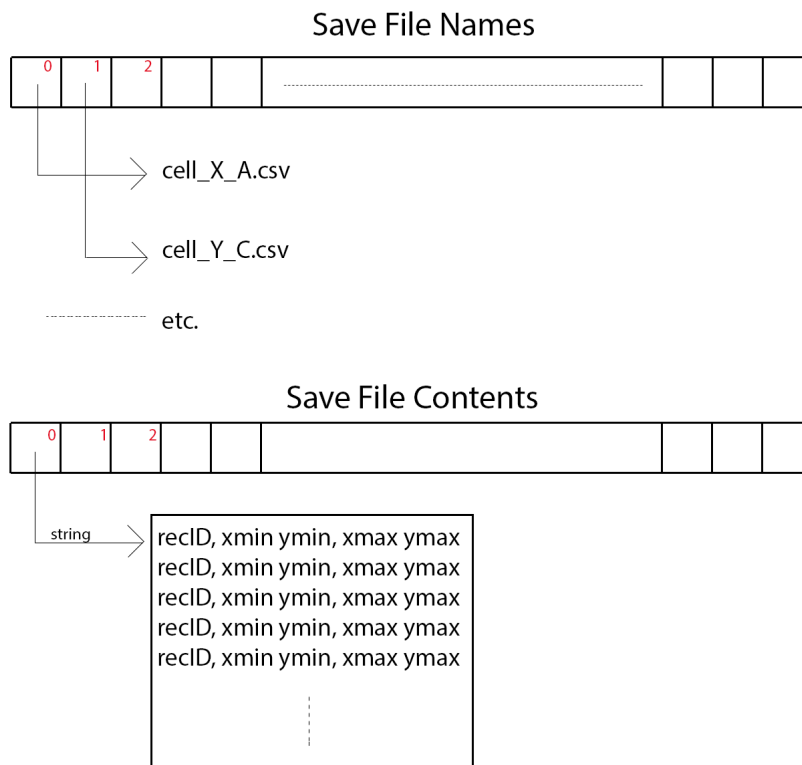 Save File Names
0 1 2
cell_X_A.csv
cell_Y_C.csv
etc.
Save File Contents
0 1 2
string
recID, xmin ymin, xmax ymax
recID, xmin ymin, xmax ymax
recID, xmin ymin, xmax ymax
recID, xmin ymin, xmax ymax
recID, xmin ymin, xmax ymax